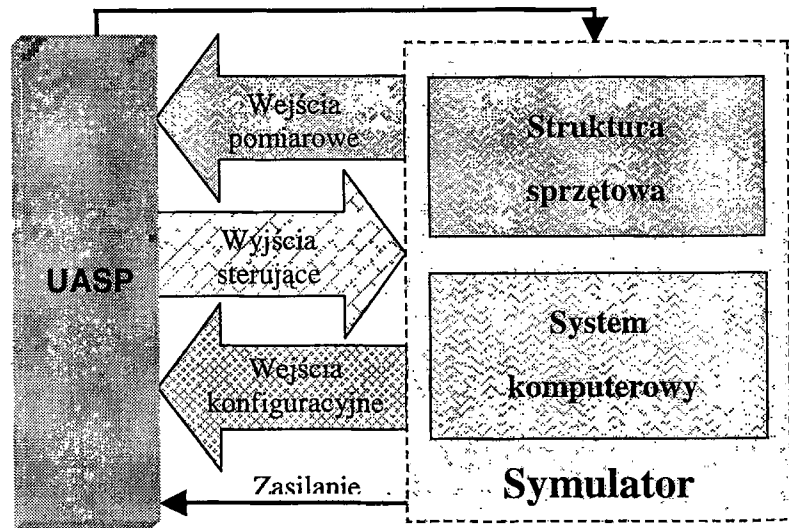 Wejścia
pomiarowe
Struktura
sprzętowa
Wyjścia
sterujące
UASP
System
komputerowy
Wejścia
konfiguracyjne
Zasilanie
Symulator